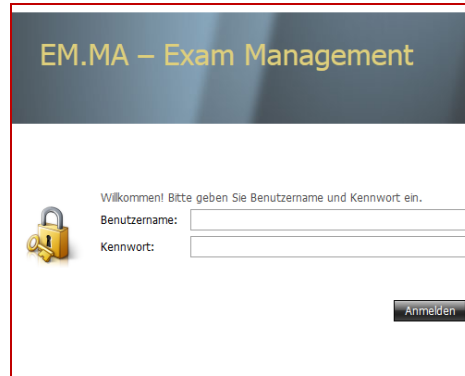 EM.MA – Exam Management
Willkommen! Bitte geben Sie Benutzername und Kennwort ein.
Benutzername:
Kennwort:
Anmelden